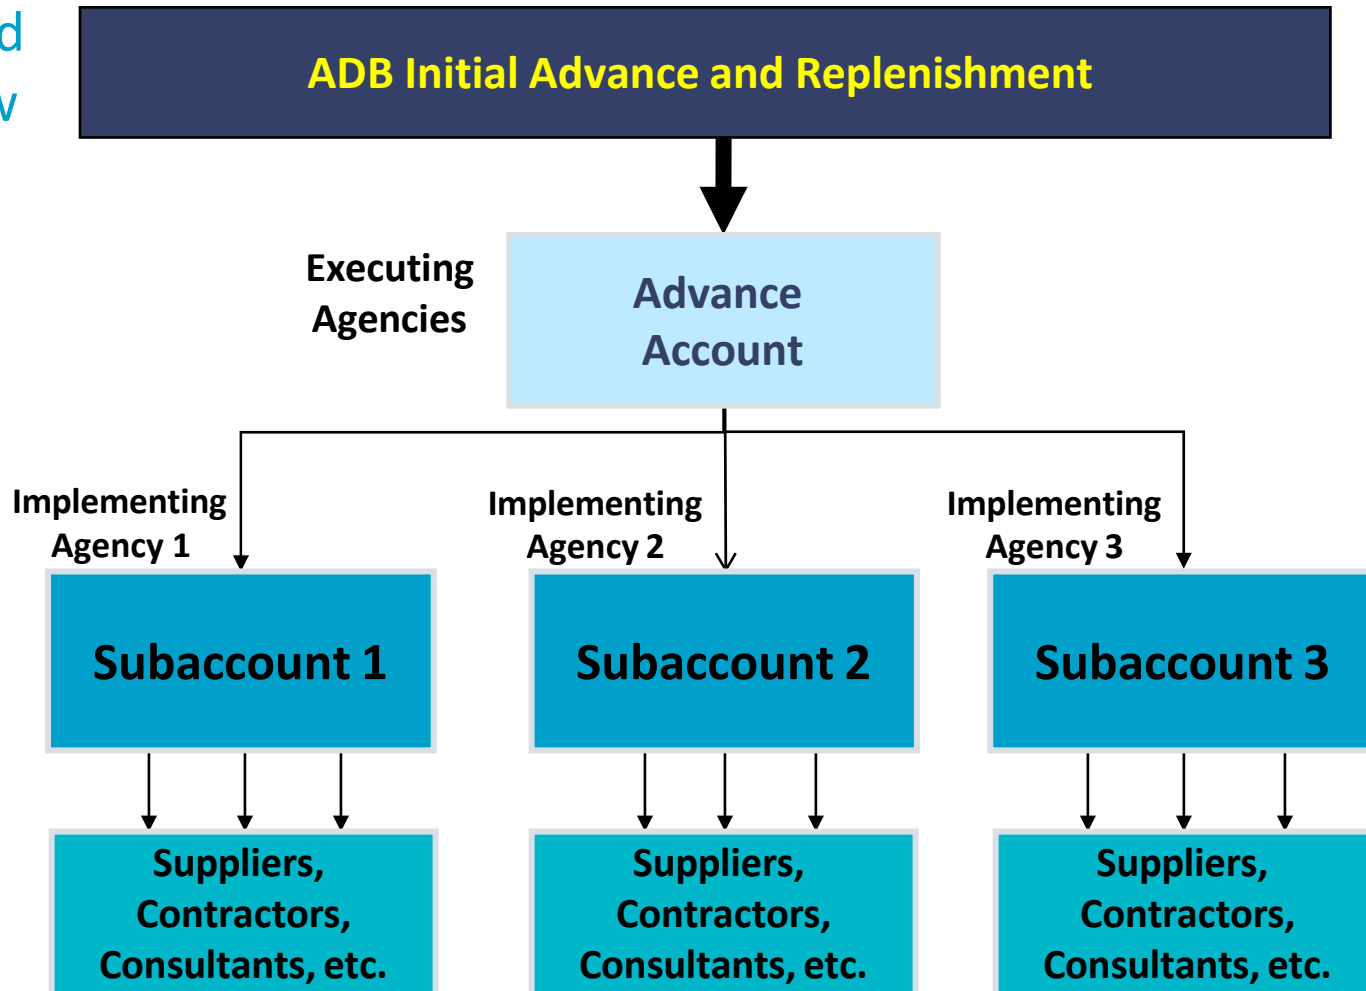 ADB Initial Advance and Replenishment
Executing
Agencies
Advance
Account
Implementing
Agency 1
Implementing
Agency 2
Implementing
Agency 3
Subaccount 1
Subaccount 2
Subaccount 3
Suppliers,
Contractors,
Consultants, etc.
Suppliers,
Contractors,
Consultants, etc.
Suppliers,
Contractors,
Consultants, etc.